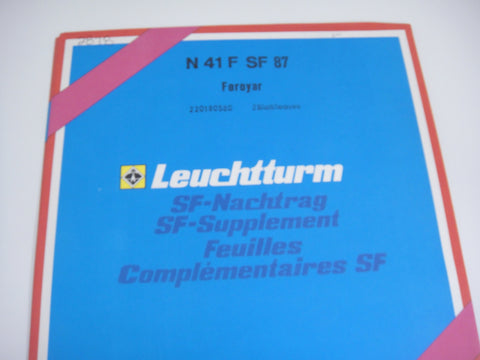 N 41 F SF 87
Føroyar
Leuchtturm
SF-Nachtrag
SF-Supplement
Feuilles
Complémentaires SF